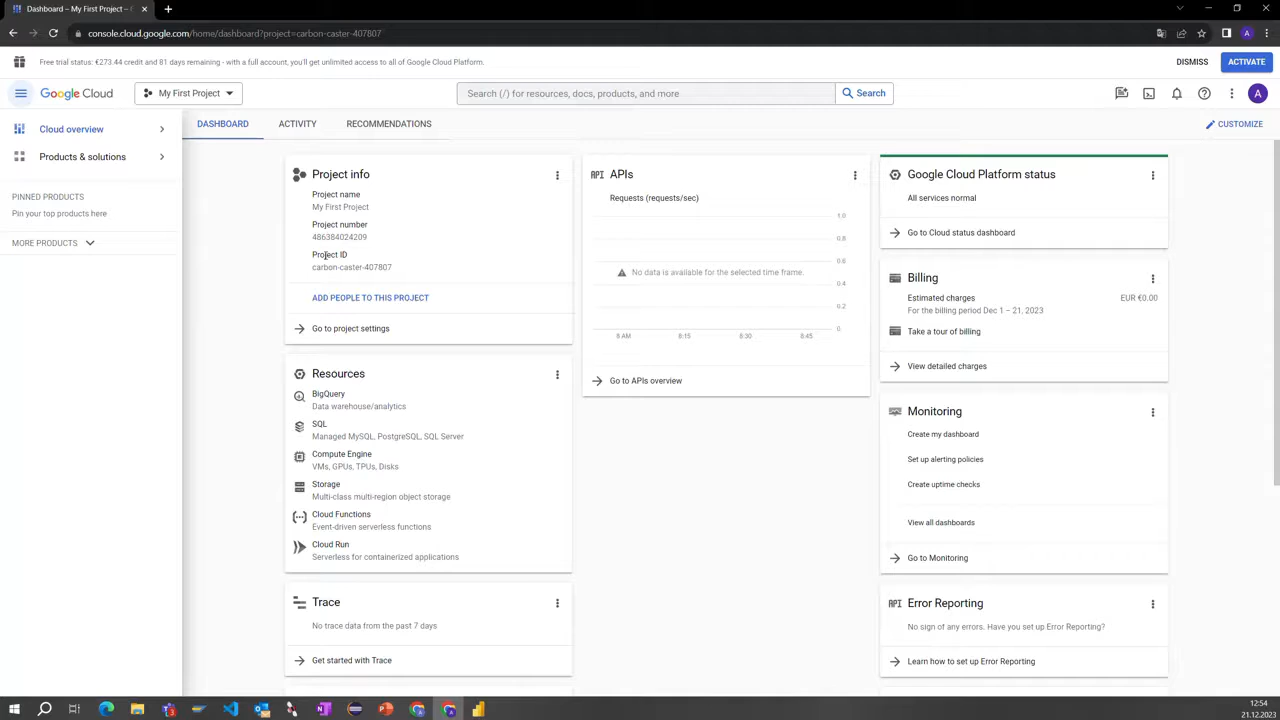 Dashboard – My First Project – (
console.cloud.google.com/home/dashboard?project=carbon-caster-407807
A
Free trial status: €273.44 credit and 81 days remaining - with a full account, you'll get unlimited access to all of Google Cloud Platform.
DISMISS
ACTIVATE
Google Cloud
My First Project
Search (/) for resources, docs, products, and more
Search
A
Cloud overview
Products & solutions
PINNED PRODUCTS
Pin your top products here
MORE PRODUCTS
DASHBOARD
ACTIVITY
RECOMMENDATIONS
CUSTOMIZE
Project info
Project name
My First Project
Project number
486384024209
Project ID
carbon-caster-407807
ADD PEOPLE TO THIS PROJECT
Go to project settings
Resources
BigQuery
Data warehouse/analytics
SQL
Managed MySQL, PostgreSQL, SQL Server
Compute Engine
VMs, GPUs, TPUs, Disks
Storage
Multi-class multi-region object storage
Cloud Functions
Event-driven serverless functions
Cloud Run
Serverless for containerized applications
Trace
No trace data from the past 7 days
Get started with Trace
API APIs
Requests (requests/sec)
1.0
0.8
0.6
No data is available for the selected time frame.
0.4
0.2
0
8 AM
8:15
8:30
8:45
Go to APIs overview
Google Cloud Platform status
All services normal
Go to Cloud status dashboard
Billing
Estimated charges
EUR €0.00
For the billing period Dec 1 – 21, 2023
Take a tour of billing
View detailed charges
Monitoring
Create my dashboard
Set up alerting policies
Create uptime checks
View all dashboards
Go to Monitoring
Error Reporting
No sign of any errors. Have you set up Error Reporting?
Learn how to set up Error Reporting
12:54
21.12.2023